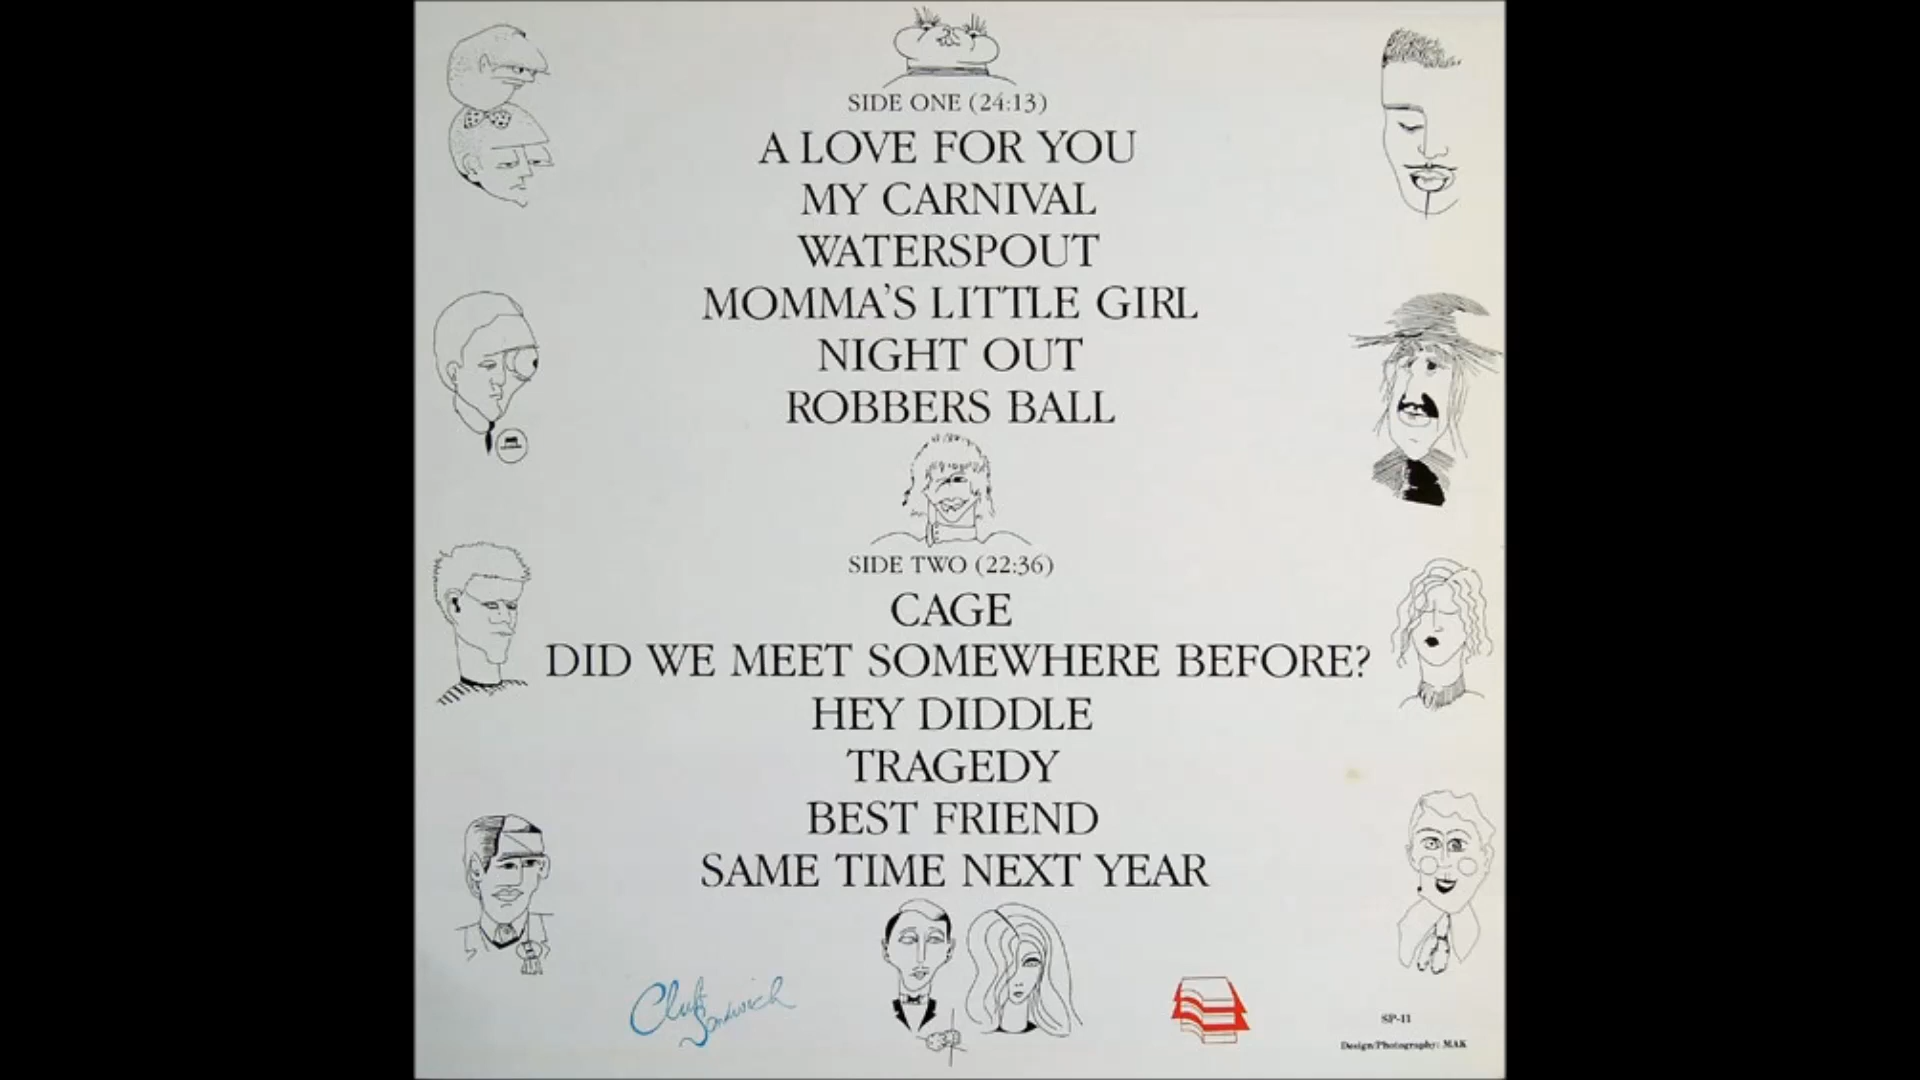 SIDE ONE (24:13)
A LOVE FOR YOU
MY CARNIVAL
WATERSPOUT
MOMMA'S LITTLE GIRL
NIGHT OUT
ROBBERS BALL
SIDE TWO (22:36)
CAGE
DID WE MEET SOMEWHERE BEFORE?
HEY DIDDLE
TRAGEDY
BEST FRIEND
SAME TIME NEXT YEAR
Club Sandwich
SP-11
Design/Photography: MAK